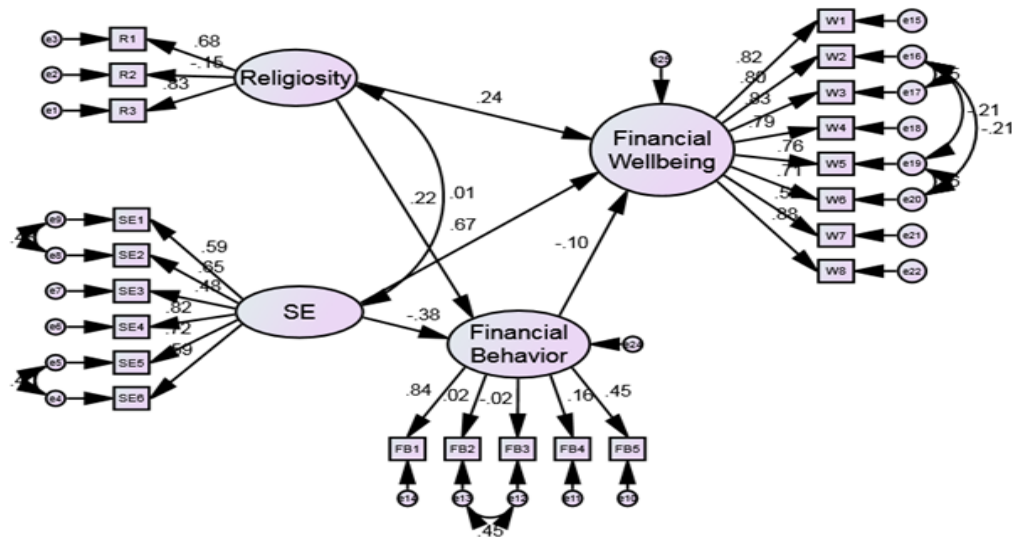 e3
R1
.68
e2
R2
-.15
e1
R3
.83
Religiosity
.24
e25
Financial
Wellbeing
.82
.80
.83
.79
.76
.71
.88
W1
e15
W2
e16
W3
e17
W4
e18
W5
e19
W6
e20
W7
e21
W8
e22
-.21
-.21
.22
.01
.67
-.10
e9
SE1
.59
e8
SE2
.65
e7
SE3
.48
e6
SE4
.82
e5
SE5
.72
e4
SE6
SE
-.38
Financial
Behavior
e24
.84
.02
-.02
.16
.45
FB1
FB2
FB3
FB4
FB5
e14
e13
e12
e11
e10
.45